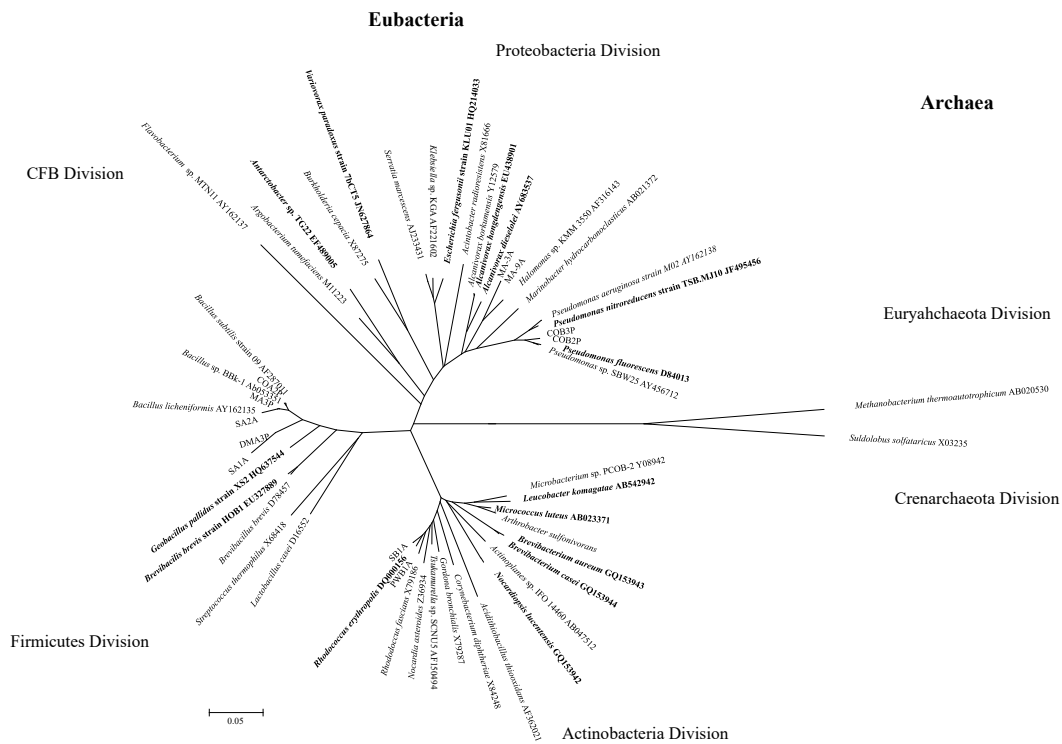 Eubacteria
Proteobacteria Division
Archaea
CFB Division
Flavobacterium sp. MTN11 AY162137
Antarctobacter sp. TG22 EF489005
Argobacterium tumofaciens M11223
Variovorax paradoxus strain 7bCT5 JN627864
Burkholderia cepacia X87275
Serratia marcescens AJ233431
Klebsiella sp. KGA AF221602
Escherichia fergusonii strain KLU01 HQ214033
Acintobacter radioresistens X81666
Alcanivorax borkumensis Y12579
Alcanivorax hongdengensis EU438901
Alcanivorax dieselolei AY683537
MA-3A
MA-9A
Halomonas sp. KMM 3550 AF316143
Marinobacter hydrocarbonoclasticus AB021372
Pseudomonas aeruginosa strain M02 AY162138
Pseudomonas nitroreducens strain TSB.MJ10 JF495456
COB3P
COB2P
Pseudomonas fluorescens D84013
Pseudomonas sp. SBW25 AY456712
Euryahchaeota Division
Methanobacterium thermoautotrophicum AB020530
Suldolobus solfataricus X03235
Crenarchaeota Division
Bacillus subtalis strain 09 AF287011
Bacillus sp. BBk-1 Ab053351
MA3P
Bacillus licheniformis AY162135
SA2A
DMA3P
SA1A
Geobacillus pallidus strain XS2 HQ637544
Brevibacilis brevis strain HOB1 EU327889
Brevibacillus brevis D78457
Streptococcus thermophilus X68418
Lactobacillus casei D16552
Firmicutes Division
Microbacterium sp. PCOB-2 Y08942
Leucobacter komagatae AB542942
Micrococcus luteus AB023371
Arthrobacter sulfonivorans
Brevibacterium aureum GQ153943
Brevibacterium casei GQ153944
Actinoplanes sp. IFO 14460 AB047512
Nocardiopsis lucentensis GQ153942
Acidithiobacillus thiooxidans AF362021
Corynebacterium diphtheriae X84248
Gordona bronchialis X79287
Tsukamurella sp. SCNU5 AF150494
Nocardia asteroides Z36934
Rhodococcus fascians X79186
PWB1A
Rhodococcus erythropolis DQ000156
SB1A
Actinobacteria Division
0.05